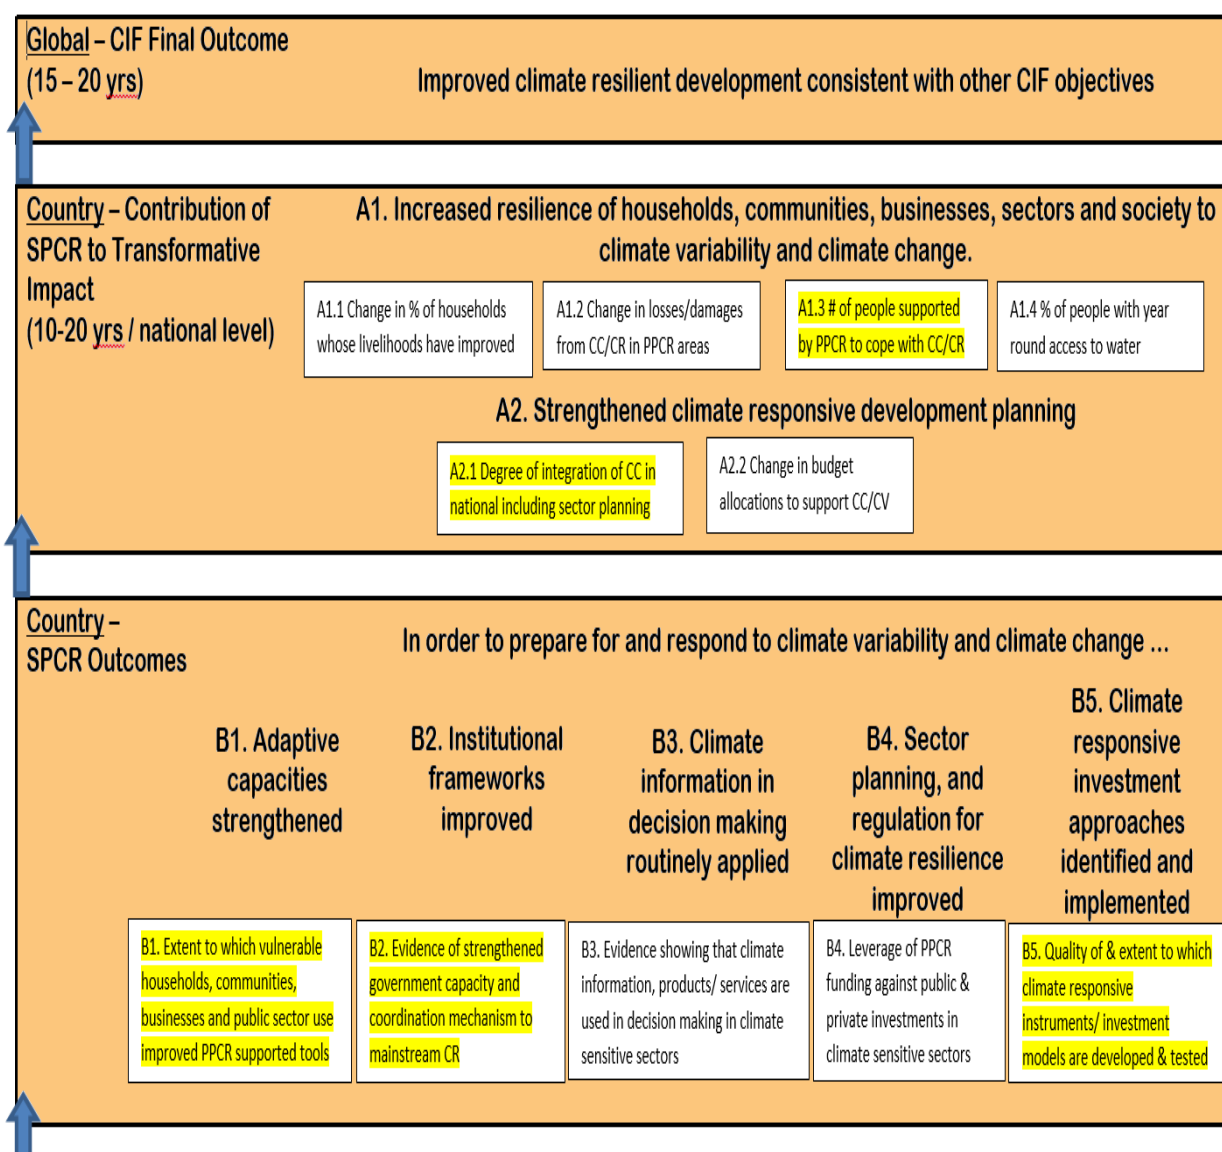 Global – CIF Final Outcome
(15 – 20 yrs)
Improved climate resilient development consistent with other CIF objectives
Country – Contribution of
SPCR to Transformative
Impact
(10-20 yrs / national level)
A1. Increased resilience of households, communities, businesses, sectors and society to
climate variability and climate change.
A1.1 Change in % of households
whose livelihoods have improved
A1.2 Change in losses/damages
from CC/CR in PPCR areas
A1.3 # of people supported
by PPCR to cope with CC/CR
A1.4 % of people with year
round access to water
A2. Strengthened climate responsive development planning
A2.1 Degree of integration of CC in
national including sector planning
A2.2 Change in budget
allocations to support CC/CV
Country –
SPCR Outcomes
In order to prepare for and respond to climate variability and climate change ...
B1. Adaptive
capacities
strengthened
B2. Institutional
frameworks
improved
B3. Climate
information in
decision making
routinely applied
B4. Sector
planning, and
regulation for
climate resilience
improved
B5. Climate
responsive
investment
approaches
identified and
implemented
B1. Extent to which vulnerable
households, communities,
businesses and public sector use
improved PPCR supported tools
B2. Evidence of strengthened
government capacity and
coordination mechanism to
mainstream CR
B3. Evidence showing that climate
information, products/ services are
used in decision making in climate
sensitive sectors
B4. Leverage of PPCR
funding against public &
private investments in
climate sensitive sectors
B5. Quality of & extent to which
climate responsive
instruments/ investment
models are developed & tested